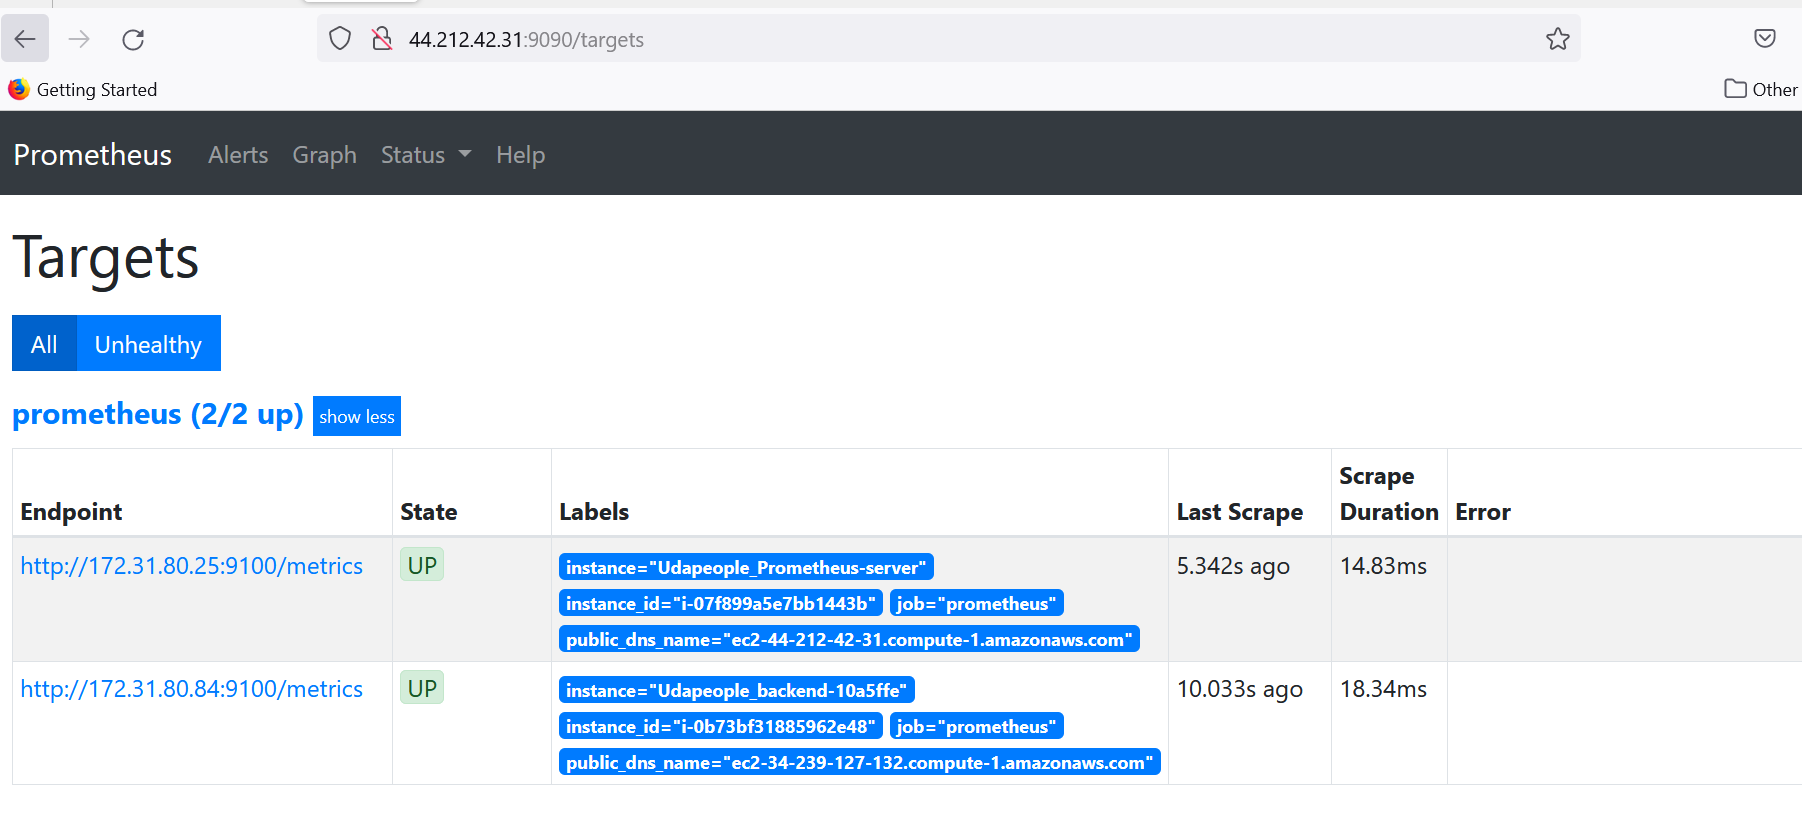 44.212.42.31:9090/targets
Getting Started
Other
Prometheus Alerts Graph Status Help
Targets
All Unhealthy
prometheus (2/2 up) show less
Endpoint State Labels Last Scrape Scrape Duration Error
http://172.31.80.25:9100/metrics UP instance="Udapeople_Prometheus-server" 5.342s ago 14.83ms
instance_id="i-07f899a5e7bb1443b" job="prometheus"
public_dns_name="ec2-44-212-42-31.compute-1.amazonaws.com"
http://172.31.80.84:9100/metrics UP instance="Udapeople_backend-10a5ffe" 10.033s ago 18.34ms
instance_id="i-0b73bf31885962e48" job="prometheus"
public_dns_name="ec2-34-239-127-132.compute-1.amazonaws.com"